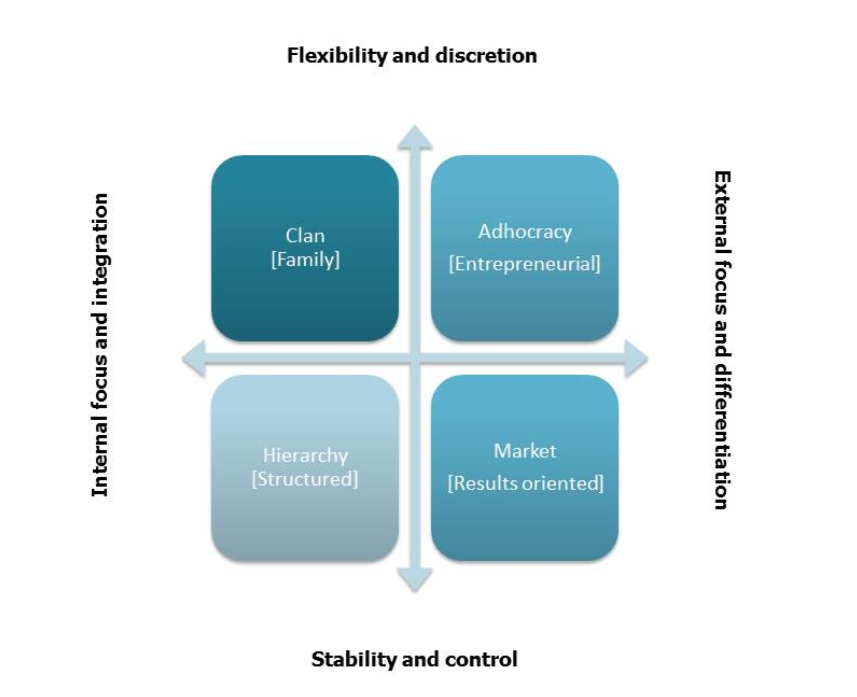 Flexibility and discretion
Internal focus and integration
Clan
[Family]
Adhocracy
[Entrepreneurial]
External focus and differentiation
Hierarchy
[Structured]
Market
[Results oriented]
Stability and control